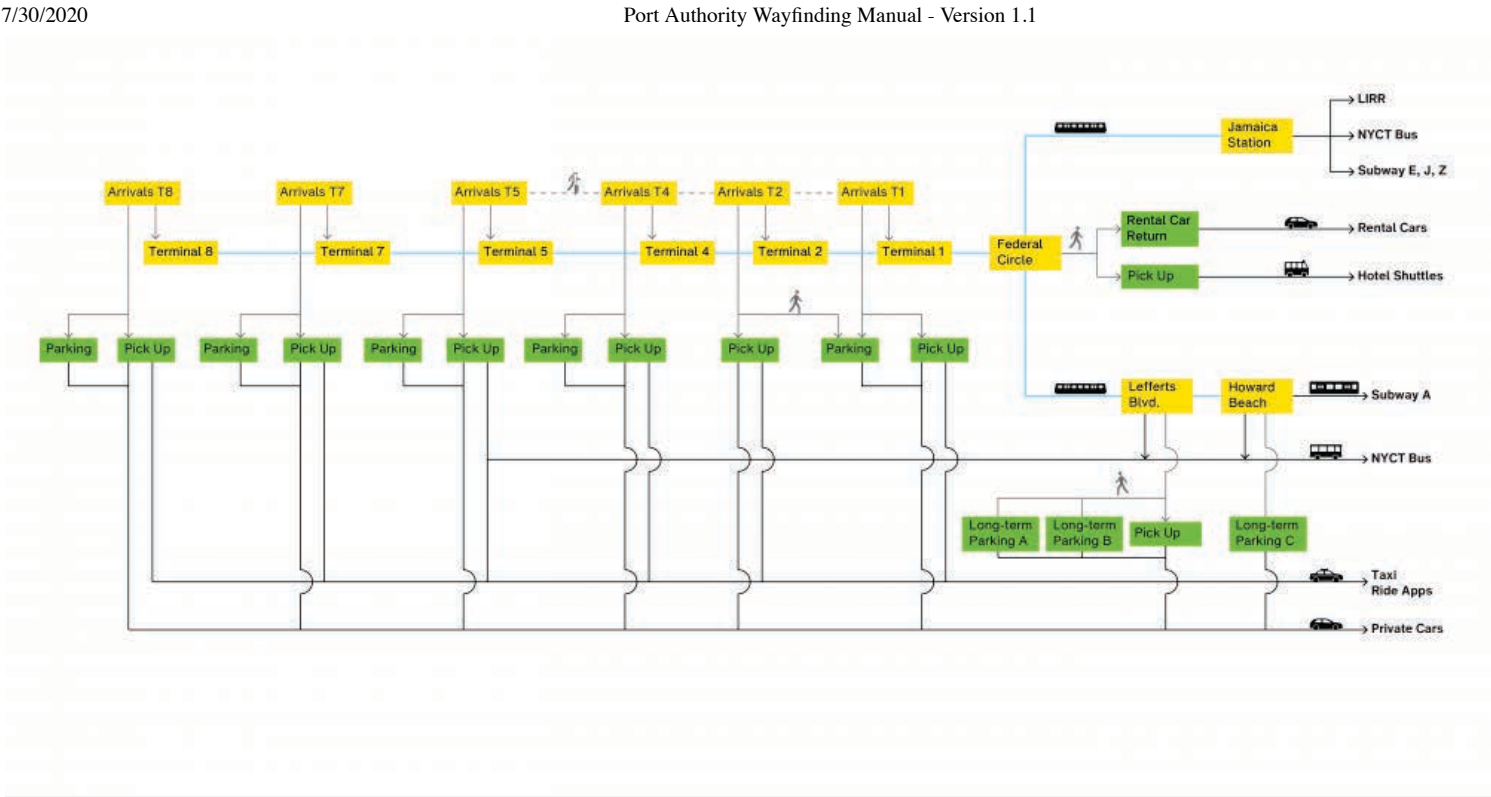 7/30/2020
Port Authority Wayfinding Manual - Version 1.1
LIRR
Jamaica
Station
NYCT Bus
Subway E, J, Z
Arrivals T8
Arrivals T7
Arrivals T5
Arrivals T4
Arrivals T2
Arrivals T1
Rental Car
Return
Rental Cars
Terminal 8
Terminal 7
Terminal 5
Terminal 4
Terminal 2
Terminal 1
Federal
Circle
Pick Up
Hotel Shuttles
Parking
Pick Up
Parking
Pick Up
Parking
Pick Up
Parking
Pick Up
Pick Up
Parking
Pick Up
Lefferts
Blvd.
Howard
Beach
Subway A
NYCT Bus
Long-term
Parking A
Long-term
Parking B
Pick Up
Long-term
Parking C
Taxi
Ride Apps
Private Cars